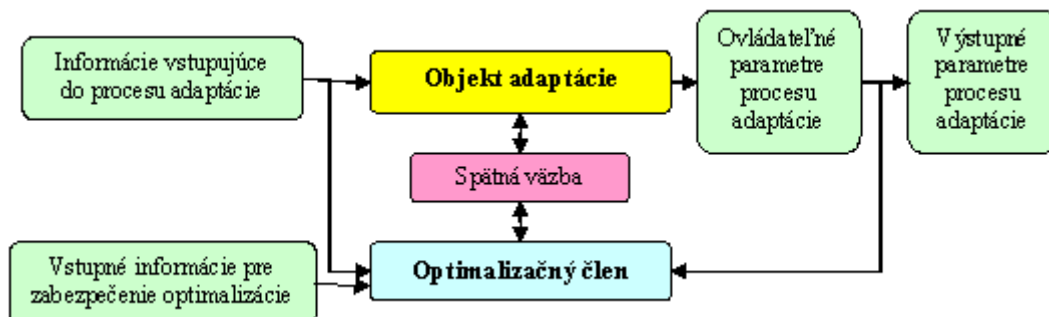 Informácie vstupujúce
do procesu adaptácie
Objekt adaptácie
Ovládateľné
parametre
procesu
adaptácie
Výstupné
parametre
procesu
adaptácie
Spätná väzba
Vstupné informácie pre
zabezpečenie optimalizácie
Optimalizačný člen